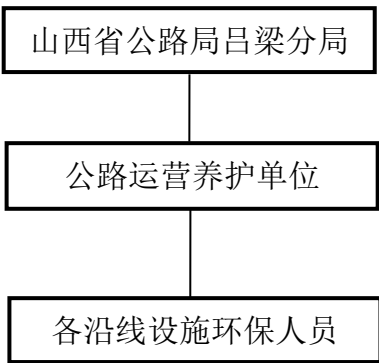 山西省公路局吕梁分局
公路运营养护单位
各沿线设施环保人员